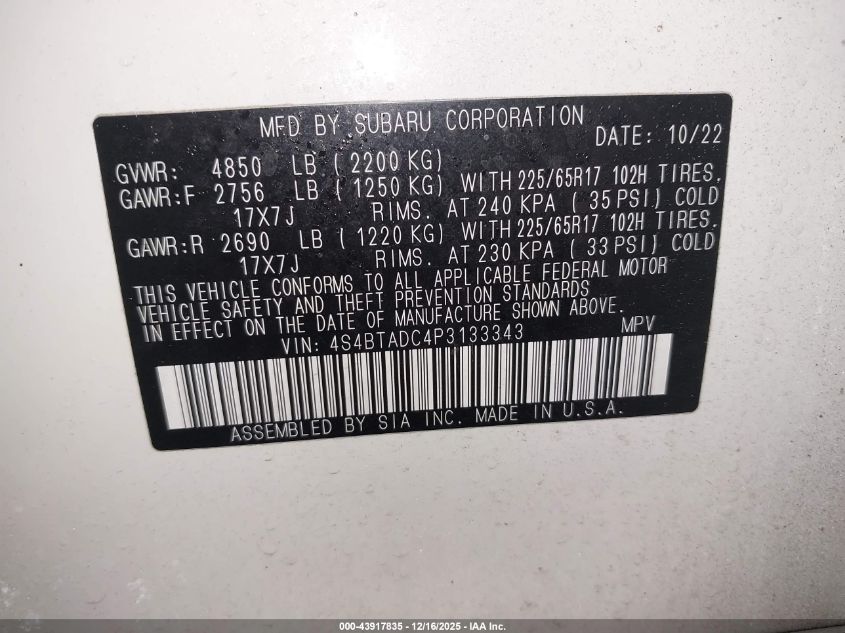 MFD BY SUBARU CORPORATION DATE: 10/22
GVWR: 4850 LB ( 2200 KG)
GAWR:F 2756 LB ( 1250 KG) WITH 225/65R17 102H TIRES.
17X7J RIMS. AT 240 KPA ( 35 PSI) COLD
GAWR:R 2690 LB ( 1220 KG) WITH 225/65R17 102H TIRES.
17X7J RIMS. AT 230 KPA ( 33 PSI) COLD
THIS VEHICLE CONFORMS TO ALL APPLICABLE FEDERAL MOTOR
VEHICLE SAFETY AND THEFT PREVENTION STANDARDS
IN EFFECT ON THE DATE OF MANUFACTURE SHOWN ABOVE.
VIN: 4S4BTADC4P3133343 MPV
ASSEMBLED BY SIA INC. MADE IN U.S.A.
000-43917835 - 12/16/2025 - IAA Inc.